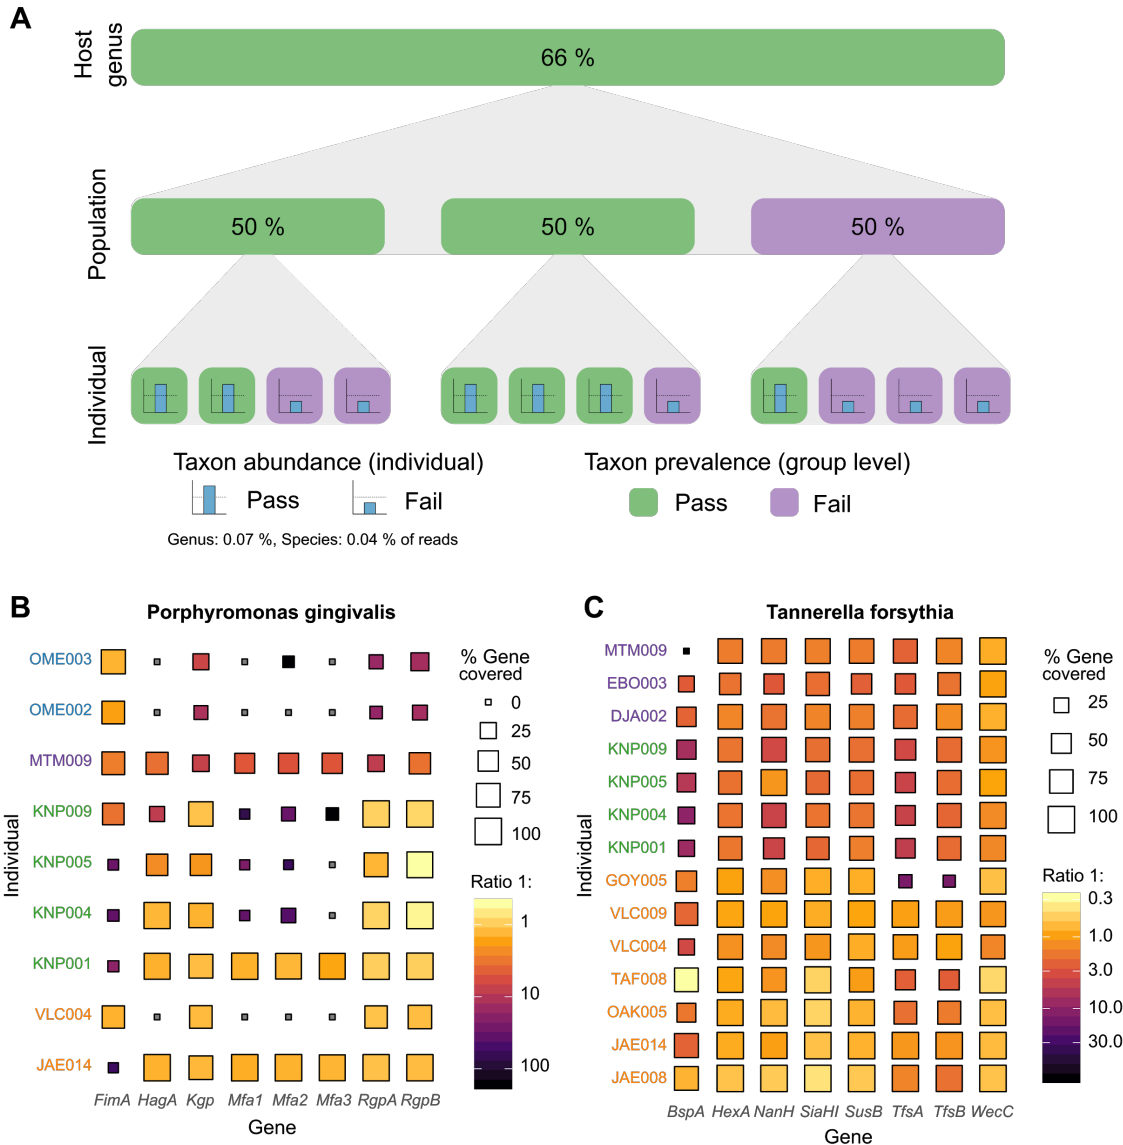 A
Host
genus
66 %
Population
50 %
50 %
50 %
Individual
Taxon abundance (individual)
Pass
Fail
Genus: 0.07 %, Species: 0.04 % of reads
Taxon prevalence (group level)
Pass
Fail
B
Porphyromonas gingivalis
Individual
OME003
OME002
MTM009
KNP009
KNP005
KNP004
KNP001
VLC004
JAE014
FimA HagA Kgp Mfa1 Mfa2 Mfa3 RgpA RgpB
Gene
% Gene
covered
0
25
50
75
100
Ratio 1:
1
10
100
C
Tannerella forsythia
Individual
MTM009
EBO003
DJA002
KNP009
KNP005
KNP004
KNP001
GOY005
VLC009
VLC004
TAF008
OAK005
JAE014
JAE008
BspA HexA NanH SiaHI SusB TfsA TfsB WecC
Gene
% Gene
covered
25
50
75
100
Ratio 1:
0.3
1.0
3.0
10.0
30.0